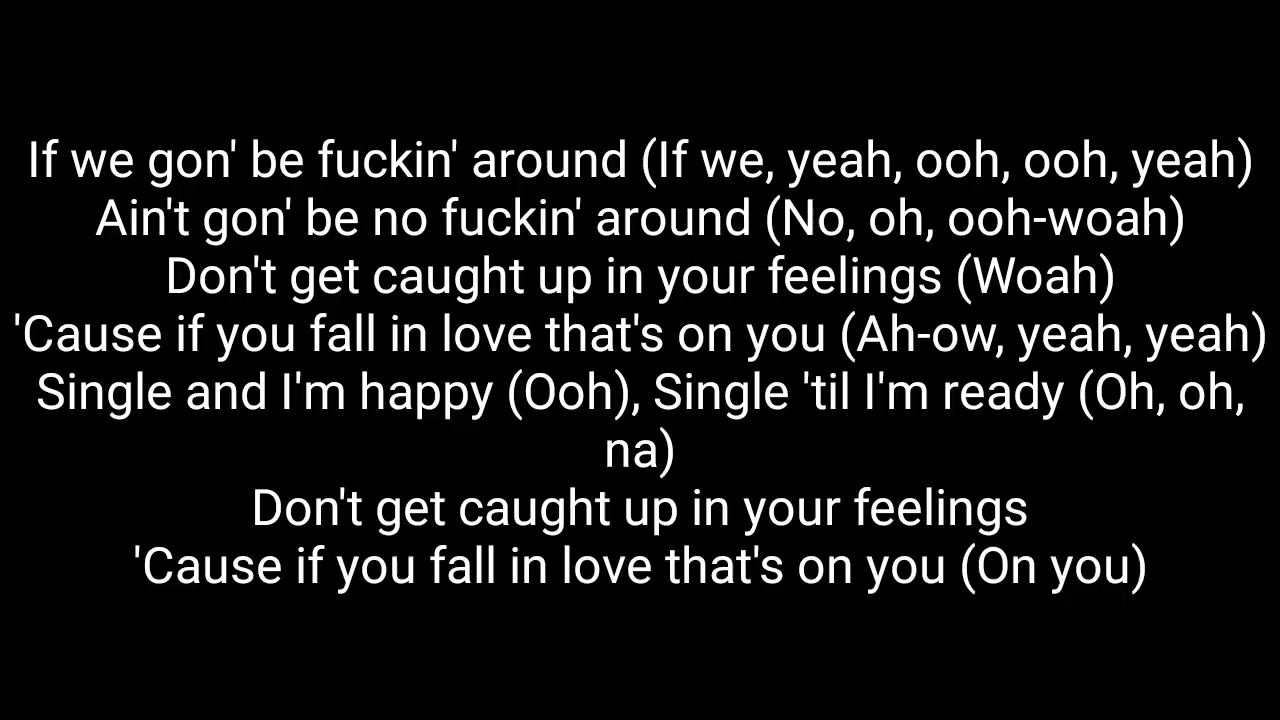 If we gon' be fuckin' around (If we, yeah, ooh, ooh, yeah)
Ain't gon' be no fuckin' around (No, oh, ooh-woah)
Don't get caught up in your feelings (Woah)
'Cause if you fall in love that's on you (Ah-ow, yeah, yeah)
Single and I'm happy (Ooh), Single 'til I'm ready (Oh, oh,
na)
Don't get caught up in your feelings
'Cause if you fall in love that's on you (On you)